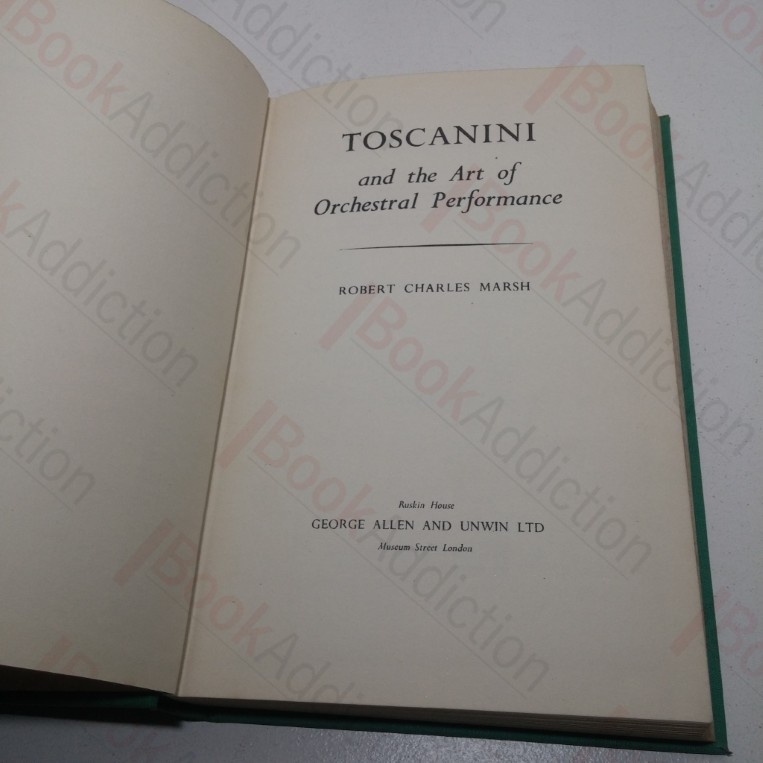 TOSCANINI
and the Art of
Orchestral Performance
ROBERT CHARLES MARSH
Ruskin House
GEORGE ALLEN AND UNWIN LTD
Museum Street London
BookAddiction